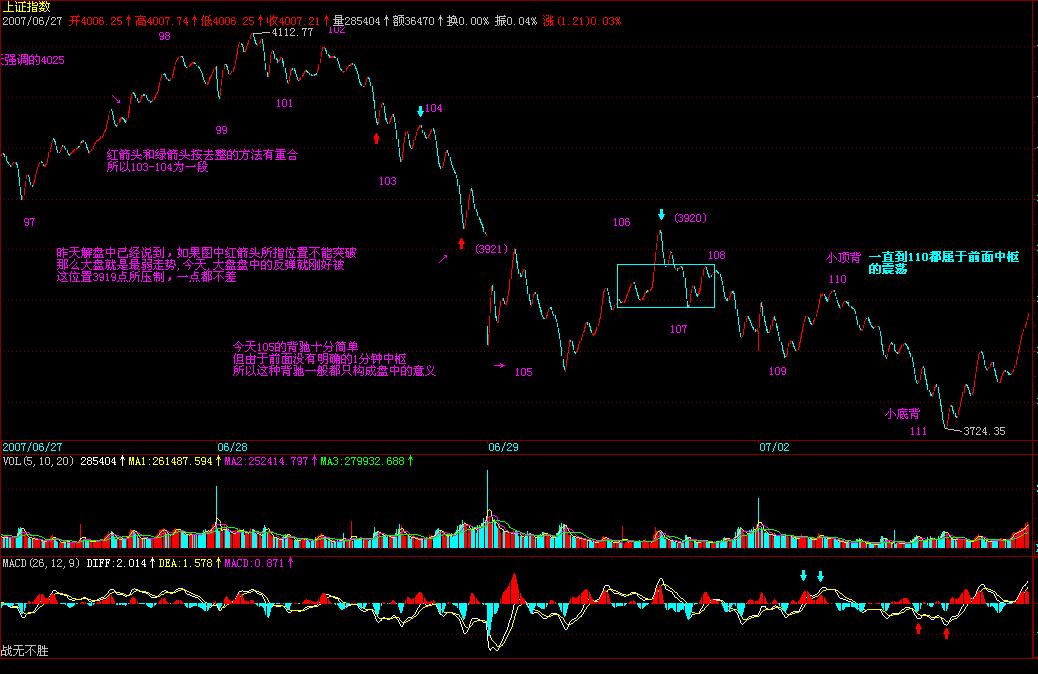 上证指数
2007/06/27 开4006.25↑高4007.74↑低4006.25↑收4007.21↑量285404↑额36470↑换0.00% 振0.04% 涨(1.21)0.03%
98
4112.77
102
强调的4025
101
104
99
红箭头和绿箭头按去整的方法有重合
所以103-104为一段
103
97
106
(3920)
昨天解盘中已经说到,如果图中红箭头所指位置不能突破
那么大盘就是最弱走势,今天,大盘盘中的反弹就刚好被
这位置3919点所压制,一点都不差
(3921)
108
小顶背
110
一直到110都属于前面中枢
的震荡
107
今天105的背驰十分简单
但由于前面没有明确的1分钟中枢
所以这种背驰一般都只构成盘中的意义
105
109
小底背
111
3724.35
2007/06/27
06/28
06/29
07/02
VOL(5,10,20) 285404↑MA1:261487.594↑MA2:252414.797↑MA3:279932.688↑
MACD(26,12,9) DIFF:2.014↑DEA:1.578↑MACD:0.871↑
战无不胜